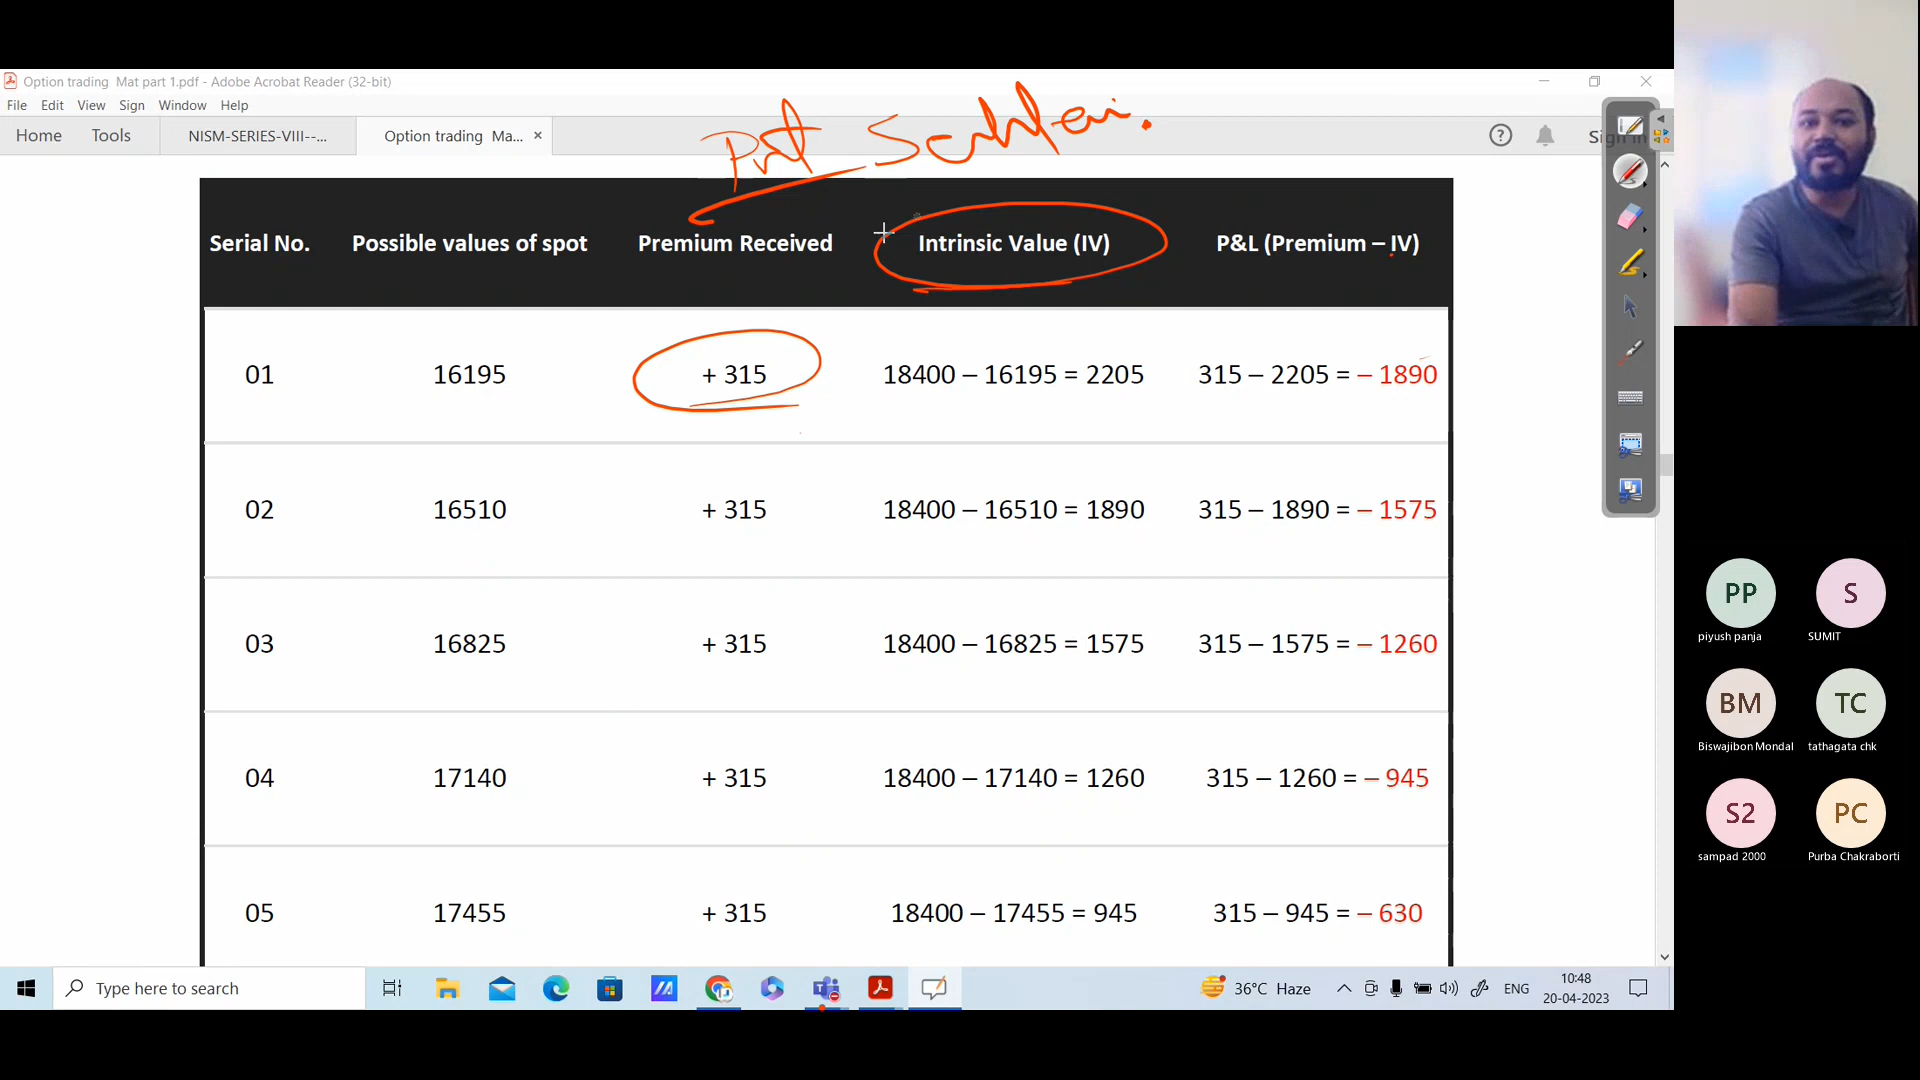 Option trading Mat part 1.pdf - Adobe Acrobat Reader (32-bit)
File Edit View Sign Window Help
Home Tools NISM-SERIES-VIII--... Option trading Ma... ×
Put
Serial No. Possible values of spot Premium Received Intrinsic Value (IV) P&L (Premium – IV)
01 16195 + 315 18400 – 16195 = 2205 315 – 2205 = – 1890
02 16510 + 315 18400 – 16510 = 1890 315 – 1890 = – 1575
03 16825 + 315 18400 – 16825 = 1575 315 – 1575 = – 1260
04 17140 + 315 18400 – 17140 = 1260 315 – 1260 = – 945
05 17455 + 315 18400 – 17455 = 945 315 – 945 = – 630
PP S
piyush panja SUMIT
BM TC
Biswajibon Mondal tathagata chk
S2 PC
sampad 2000 Purba Chakraborti
Type here to search 36°C Haze ENG 10:48
20-04-2023